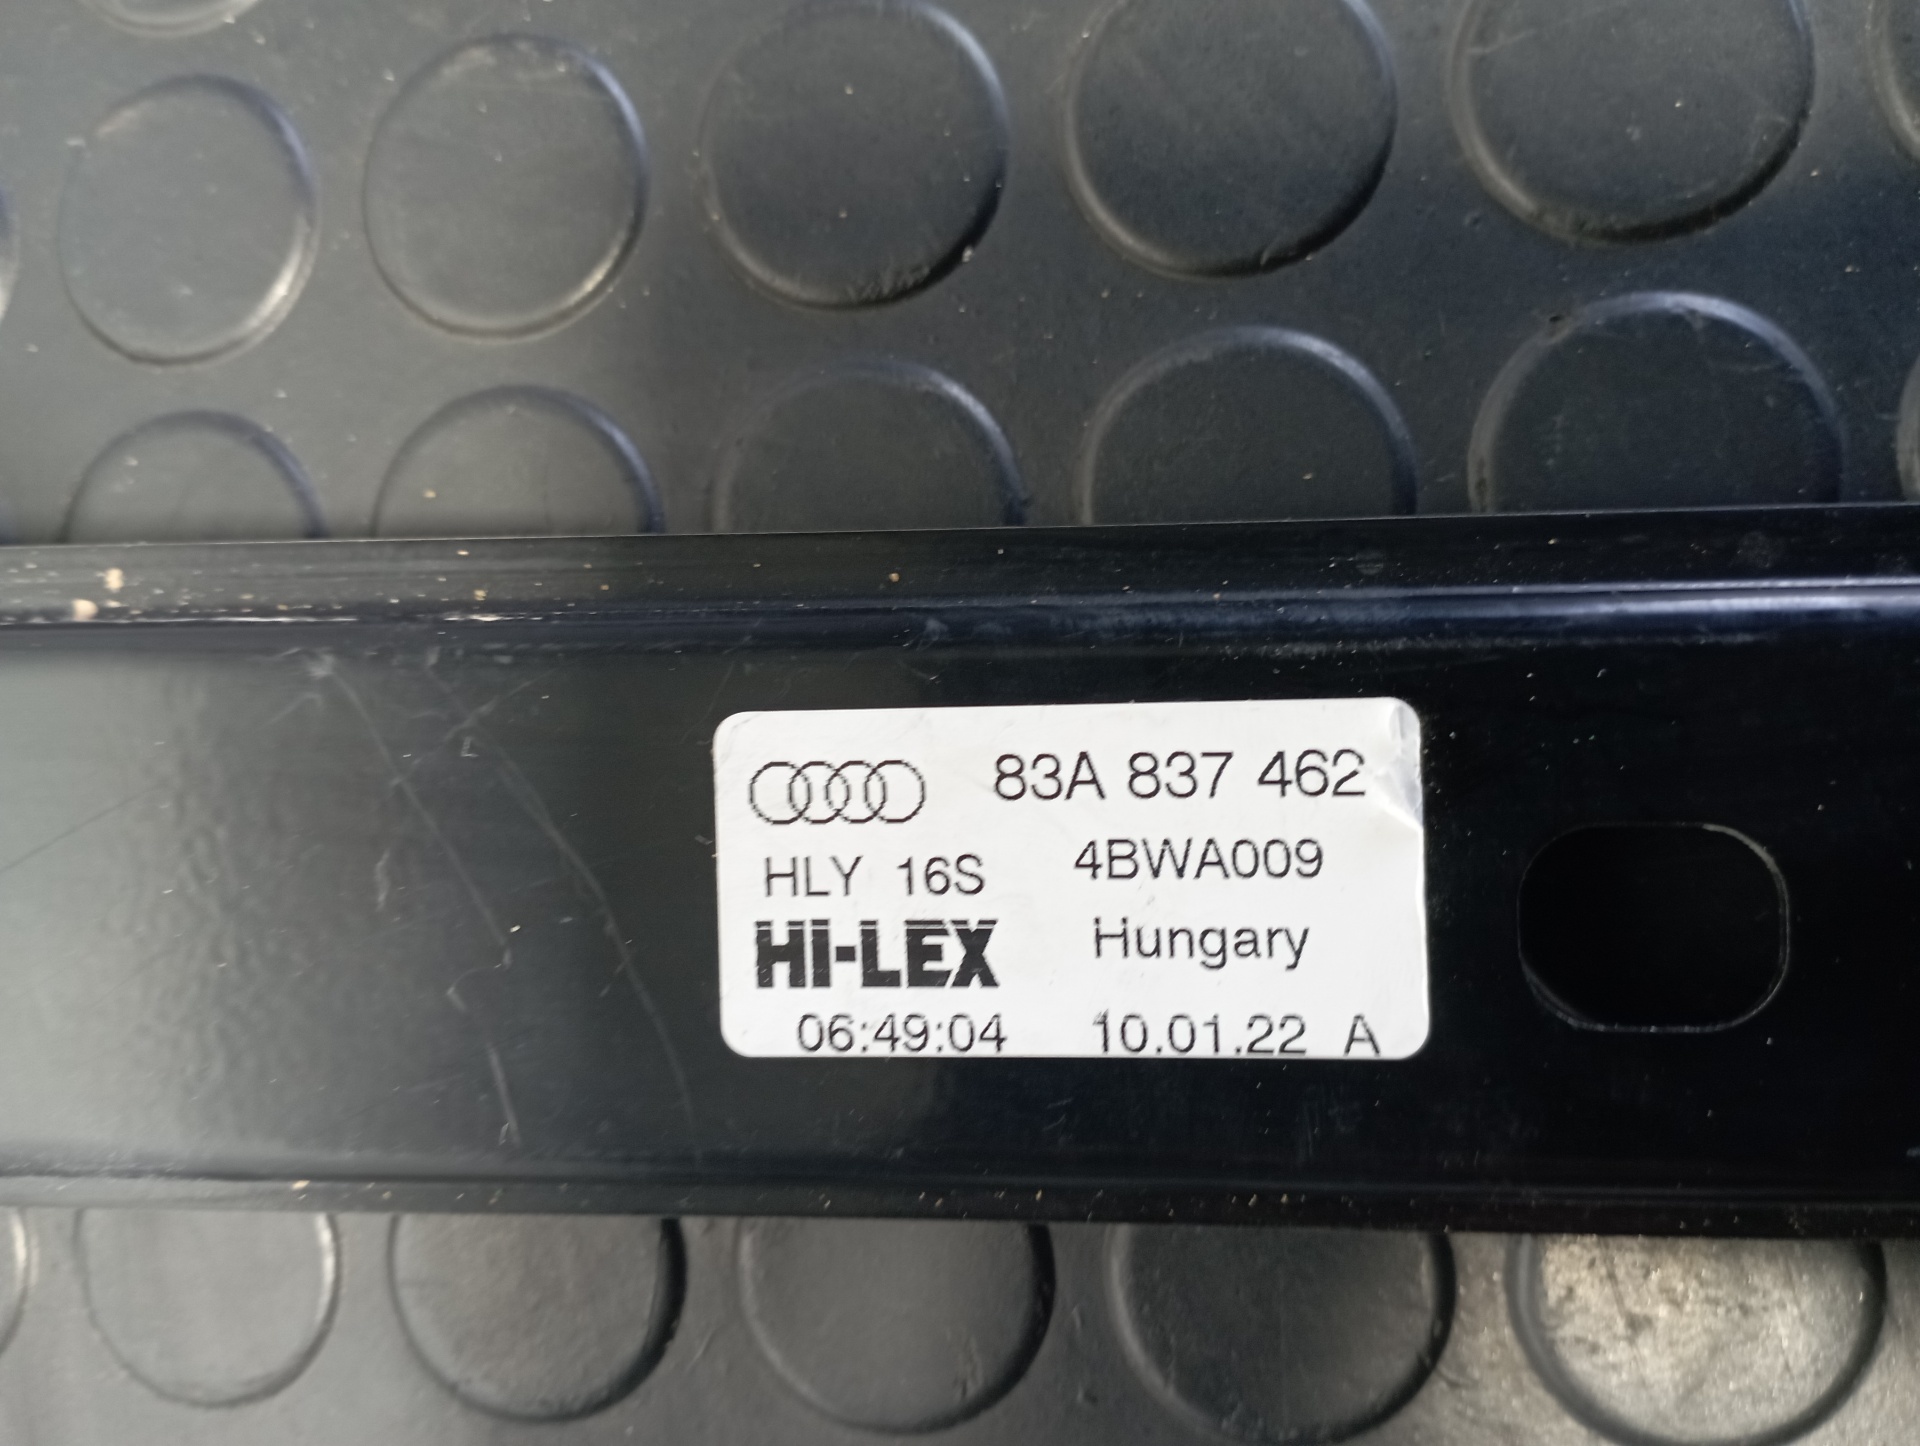 83A 837 462
HLY 16S 4BWA009
HI-LEX Hungary
06:49:04 10.01.22 A